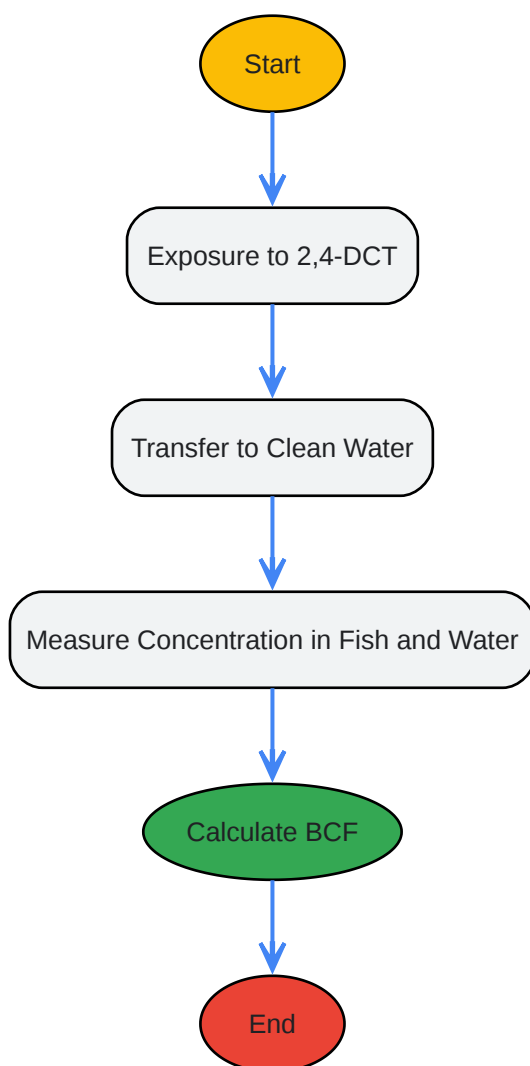 Start
Exposure to 2,4-DCT
Transfer to Clean Water
Measure Concentration in Fish and Water
Calculate BCF
End